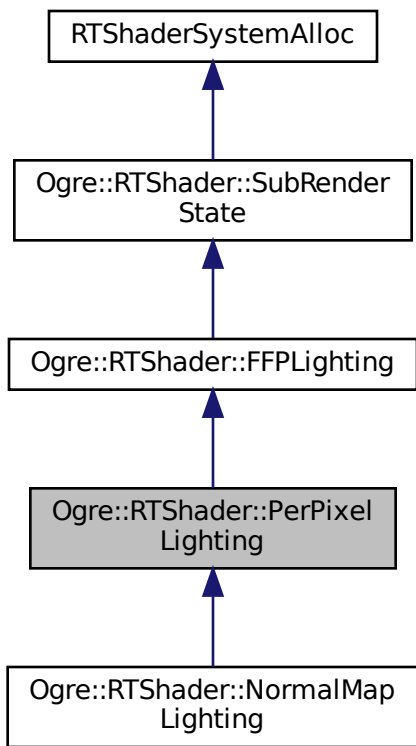 RTShaderSystemAlloc
Ogre::RTShader::SubRender
State
Ogre::RTShader::FFPLighting
Ogre::RTShader::PerPixel
Lighting
Ogre::RTShader::NormalMap
Lighting